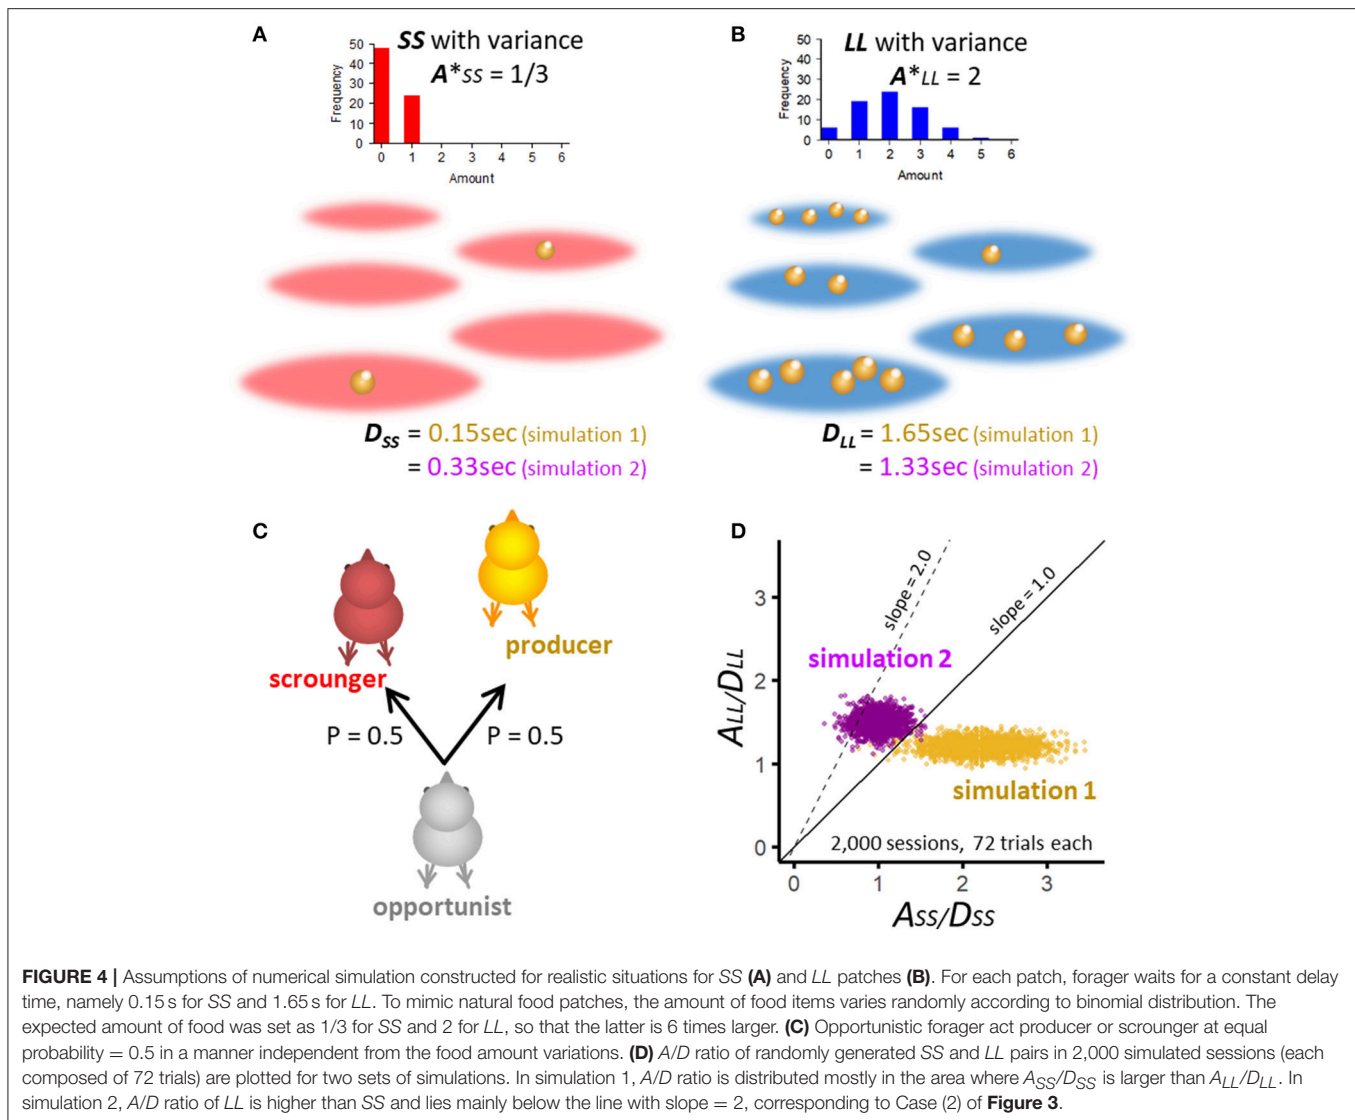 A
SS with variance
A*SS = 1/3
Frequency
50
40
30
20
10
0
0 1 2 3 4 5 6
Amount
B
LL with variance
A*LL = 2
Frequency
50
40
30
20
10
0
0 1 2 3 4 5 6
Amount
DSS = 0.15sec (simulation 1)
= 0.33sec (simulation 2)
DLL = 1.65sec (simulation 1)
= 1.33sec (simulation 2)
C
scrounger
producer
P = 0.5
P = 0.5
opportunist
D
ALL/DLL
3
2
1
0
slope = 2.0
slope = 1.0
simulation 2
simulation 1
2,000 sessions, 72 trials each
0 1 2 3
ASS/DSS
FIGURE 4 | Assumptions of numerical simulation constructed for realistic situations for SS (A) and LL patches (B). For each patch, forager waits for a constant delay
time, namely 0.15 s for SS and 1.65 s for LL. To mimic natural food patches, the amount of food items varies randomly according to binomial distribution. The
expected amount of food was set as 1/3 for SS and 2 for LL, so that the latter is 6 times larger. (C) Opportunistic forager act producer or scrounger at equal
probability = 0.5 in a manner independent from the food amount variations. (D) A/D ratio of randomly generated SS and LL pairs in 2,000 simulated sessions (each
composed of 72 trials) are plotted for two sets of simulations. In simulation 1, A/D ratio is distributed mostly in the area where ASS/DSS is larger than ALL/DLL. In
simulation 2, A/D ratio of LL is higher than SS and lies mainly below the line with slope = 2, corresponding to Case (2) of Figure 3.